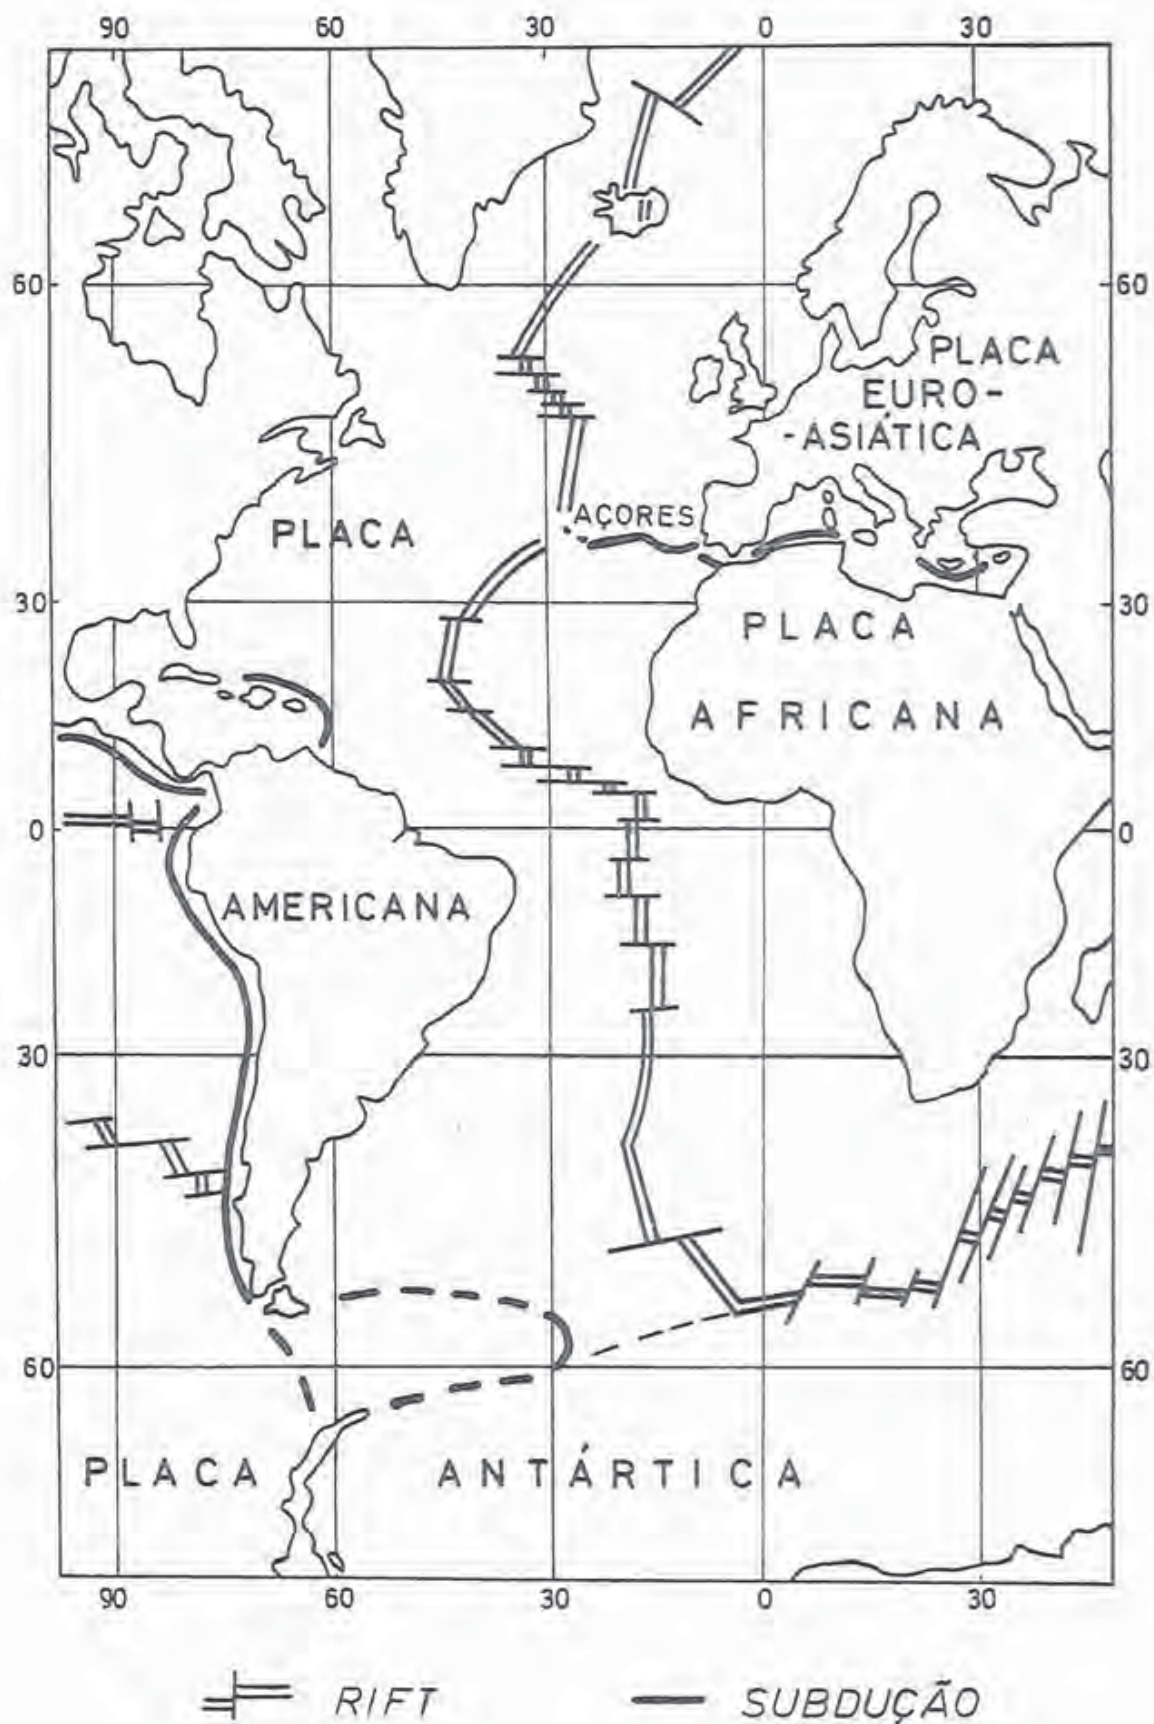 90 60 30 0 30
60 60
PLACA
EURO-
-ASIÁTICA
AÇORES
PLACA
30 30
PLACA
AFRICANA
0 0
AMERICANA
30 30
60 60
PLACA ANTÁRTICA
90 60 30 0 30
RIFT SUBDUÇÃO